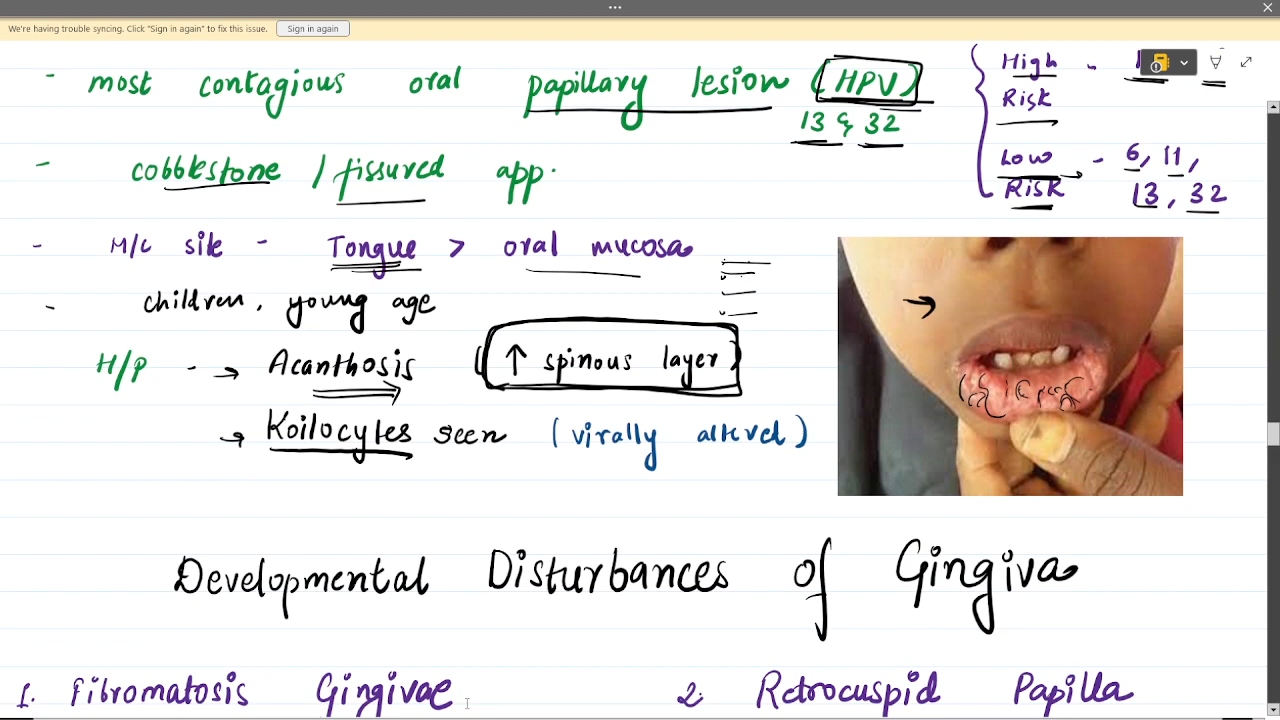 We're having trouble syncing. Click "Sign in again" to fix this issue. Sign in again
- most contagious oral papillary lesion (HPV)
13 & 32
- cobblestone / fissured app.
- M/C site - Tongue > oral mucosa
- children, young age
H/P - → Acanthosis (↑ spinous layer)
→ Koilocytes seen (virally altered)
High Risk -
Low Risk → - 6, 11,
13, 32
Developmental Disturbances of Gingiva
1. Fibromatosis Gingivae
2. Retrocuspid Papilla